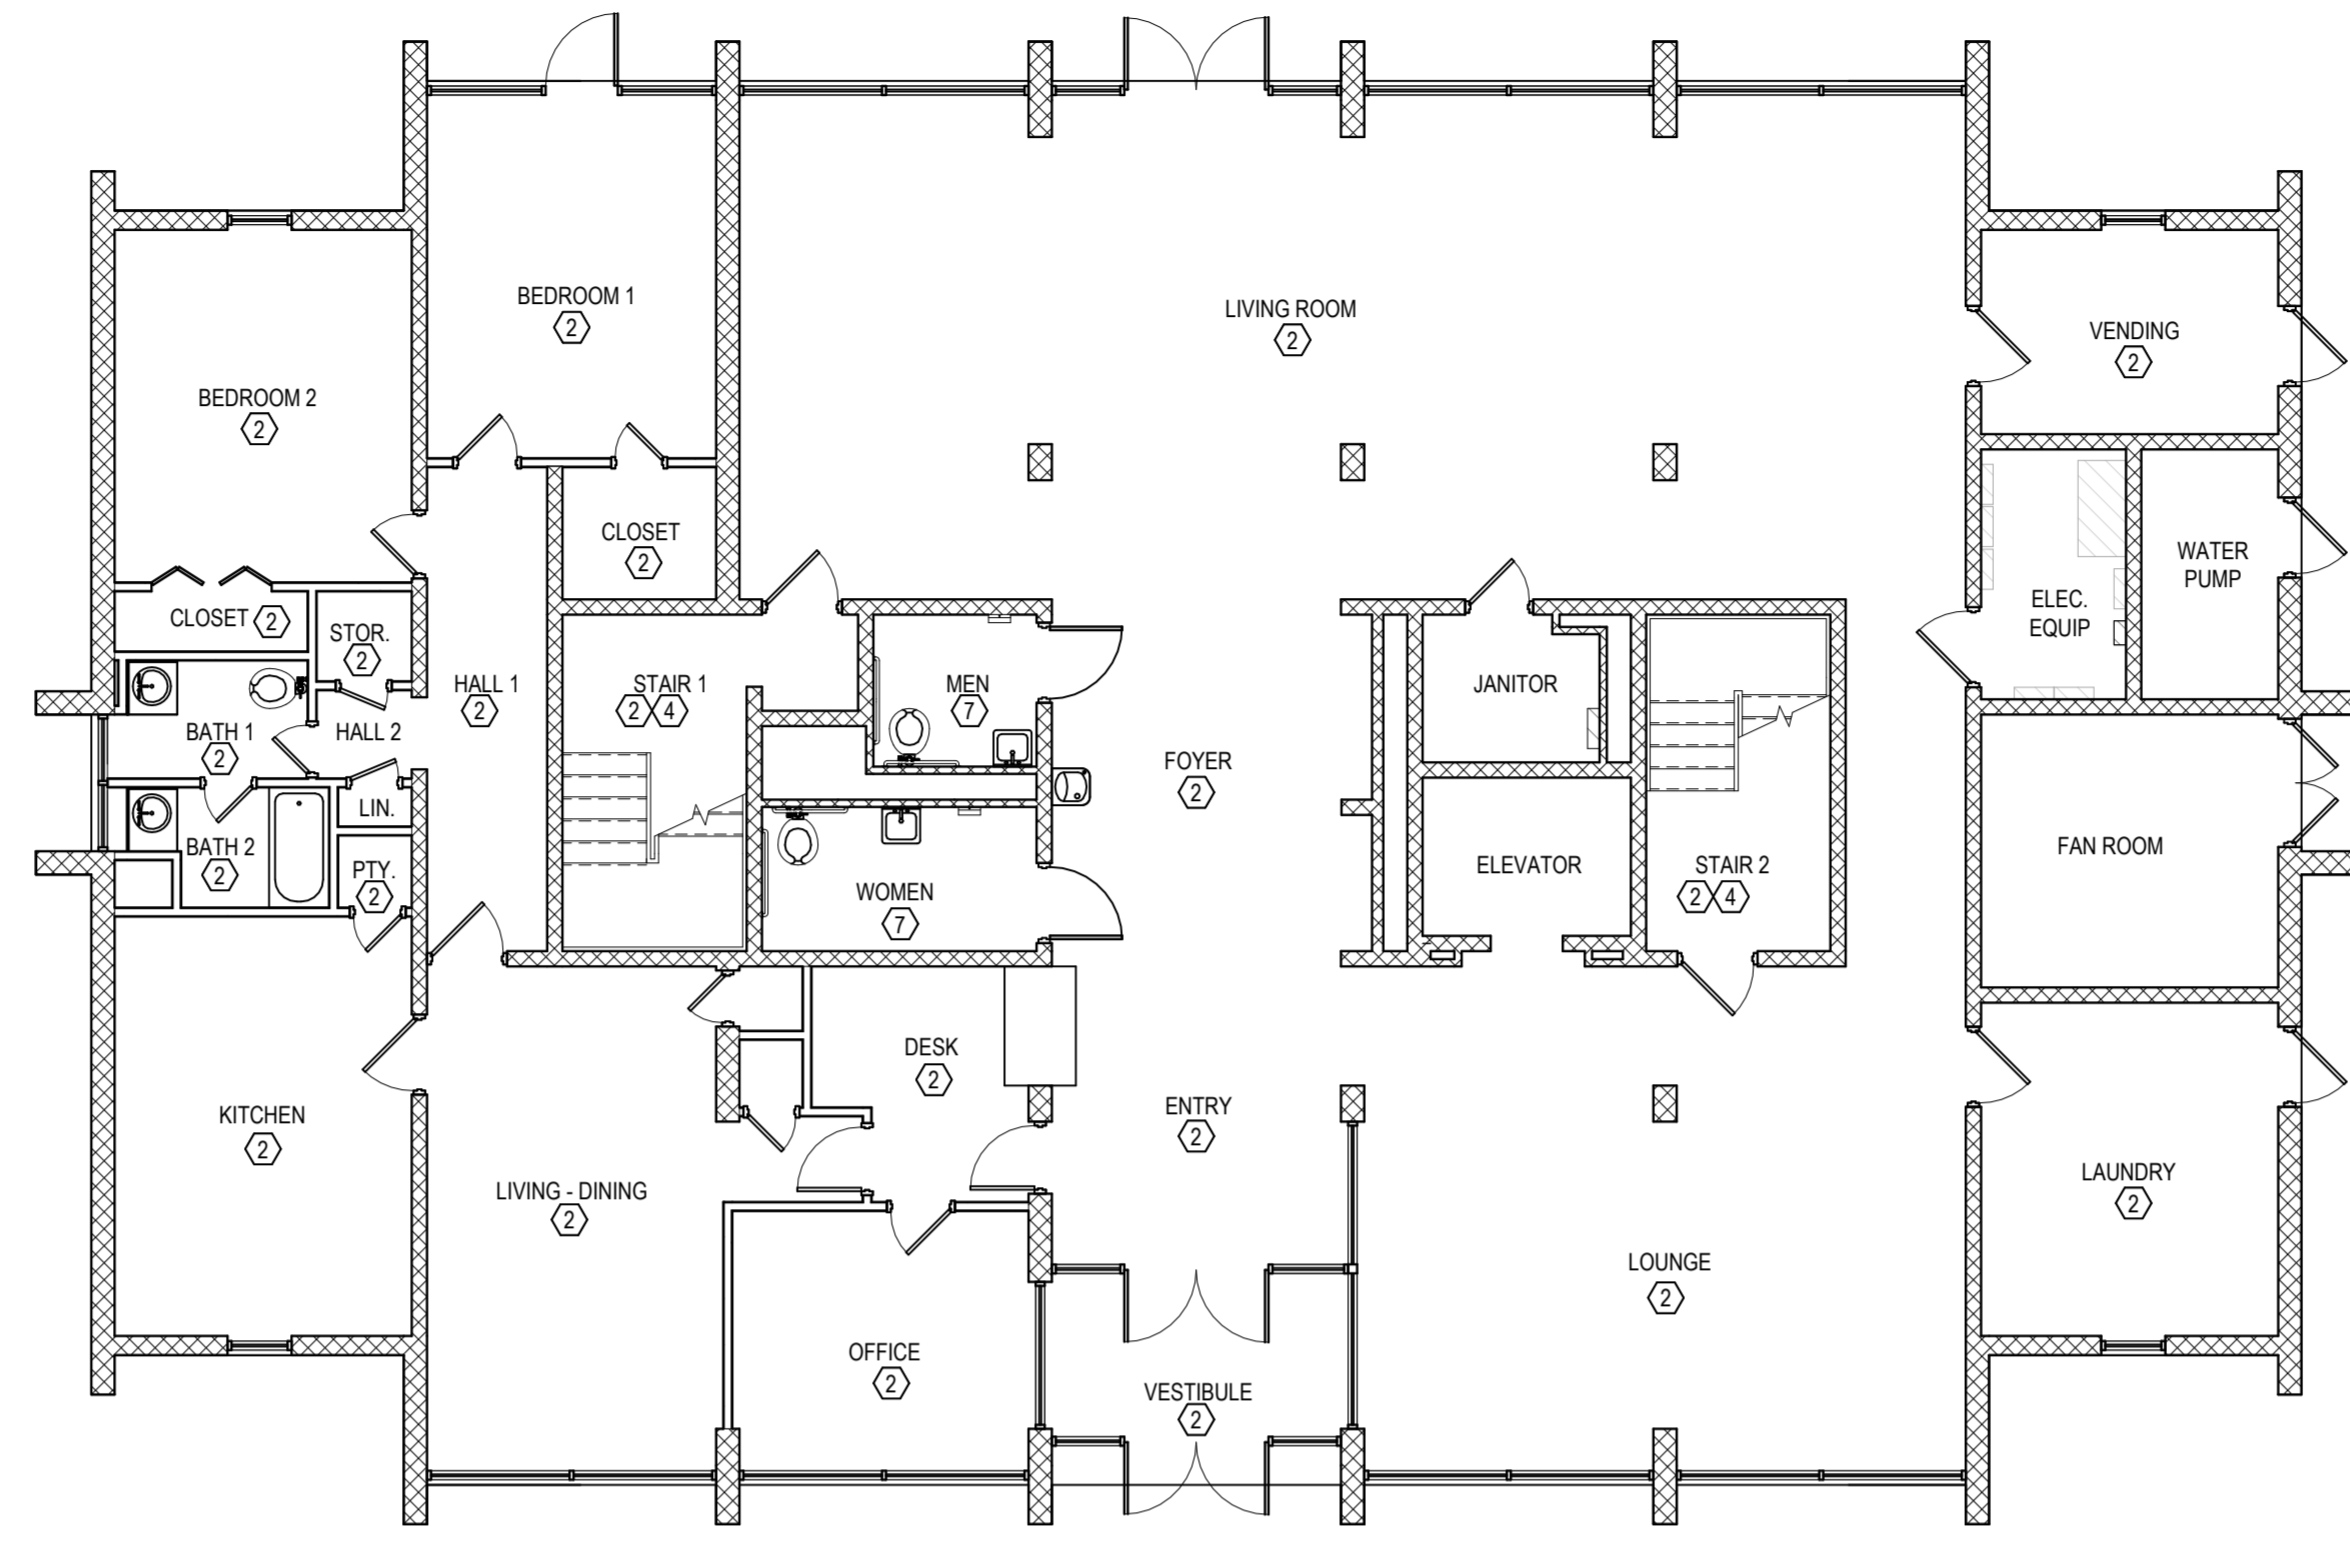 BEDROOM 1
2
LIVING ROOM
2
VENDING
2
BEDROOM 2
2
CLOSET
2
WATER
PUMP
ELEC.
EQUIP
CLOSET 2
STOR.
2
HALL 1
2
STAIR 1
2 4
MEN
7
JANITOR
BATH 1
2
HALL 2
FOYER
2
LIN.
BATH 2
2
PTY.
2
WOMEN
7
ELEVATOR
STAIR 2
2 4
FAN ROOM
DESK
2
KITCHEN
2
ENTRY
2
LIVING - DINING
2
LAUNDRY
2
LOUNGE
2
OFFICE
2
VESTIBULE
2